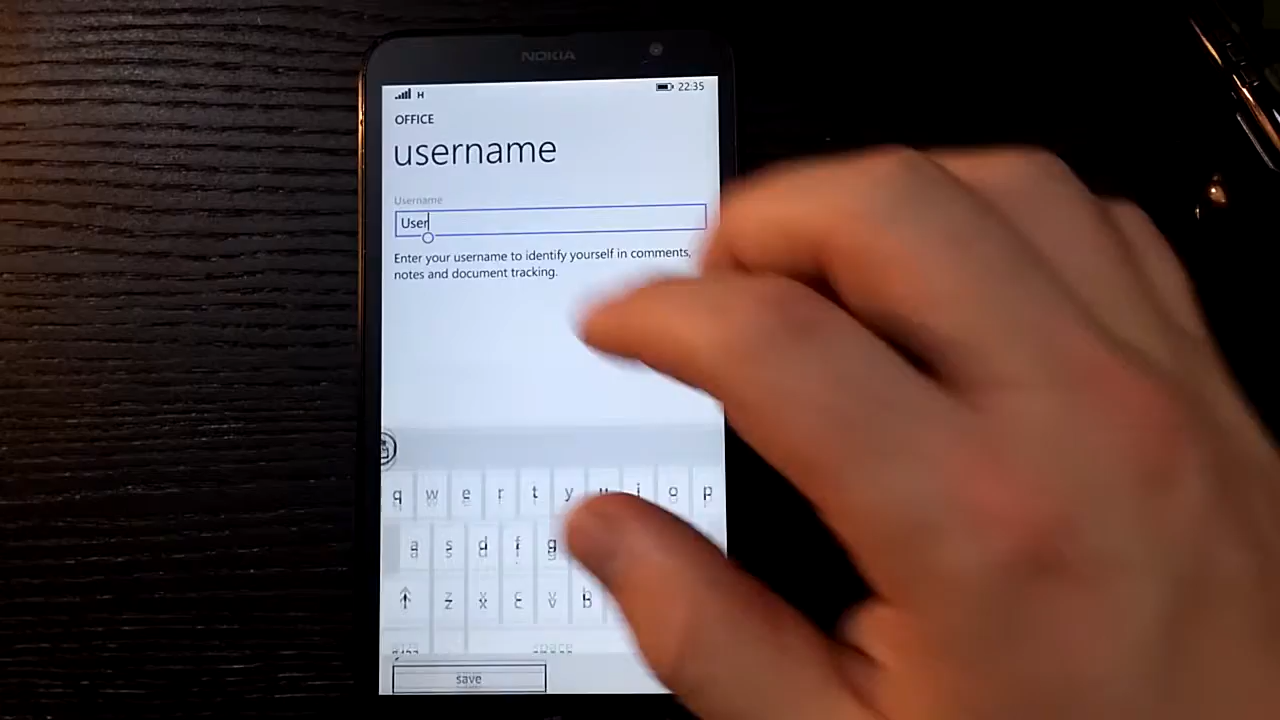 NOKIA
H 22:35
OFFICE
username
Username
User
Enter your username to identify yourself in comments,
notes and document tracking.
q w e r t y u i o p
a s d f g
z x c v b
space
save